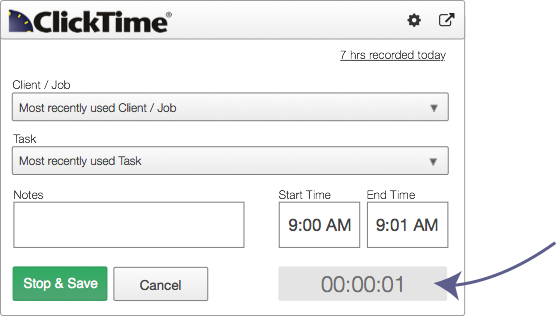 ClickTime®
7 hrs recorded today
Client / Job
Most recently used Client / Job
Task
Most recently used Task
Notes Start Time End Time
9:00 AM 9:01 AM
Stop & Save Cancel 00:00:01